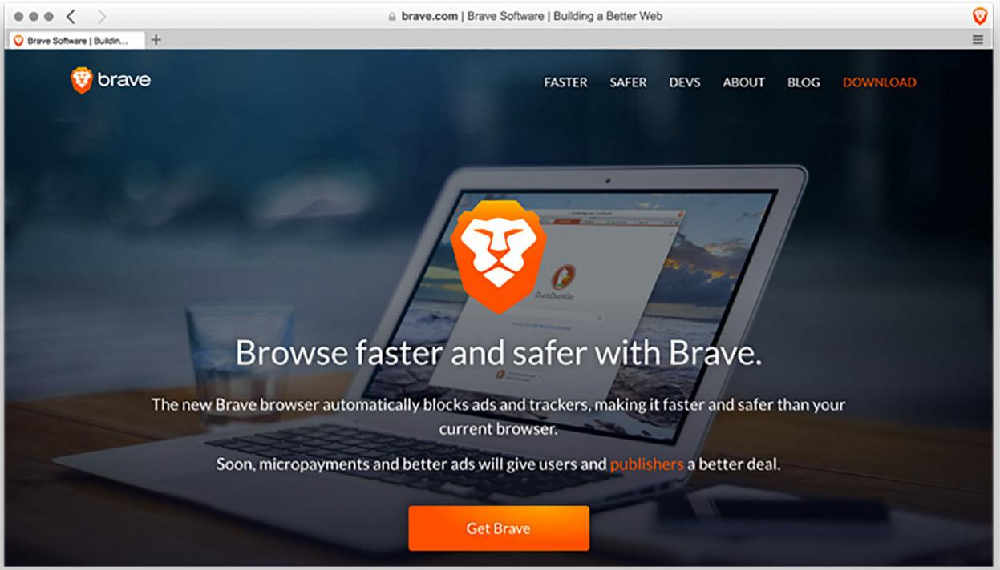 brave.com | Brave Software | Building a Better Web
Brave Software | Buildin...
brave
FASTER SAFER DEVS ABOUT BLOG DOWNLOAD
DuckDuckGo
Browse faster and safer with Brave.
The new Brave browser automatically blocks ads and trackers, making it faster and safer than your
current browser.
Soon, micropayments and better ads will give users and publishers a better deal.
Get Brave